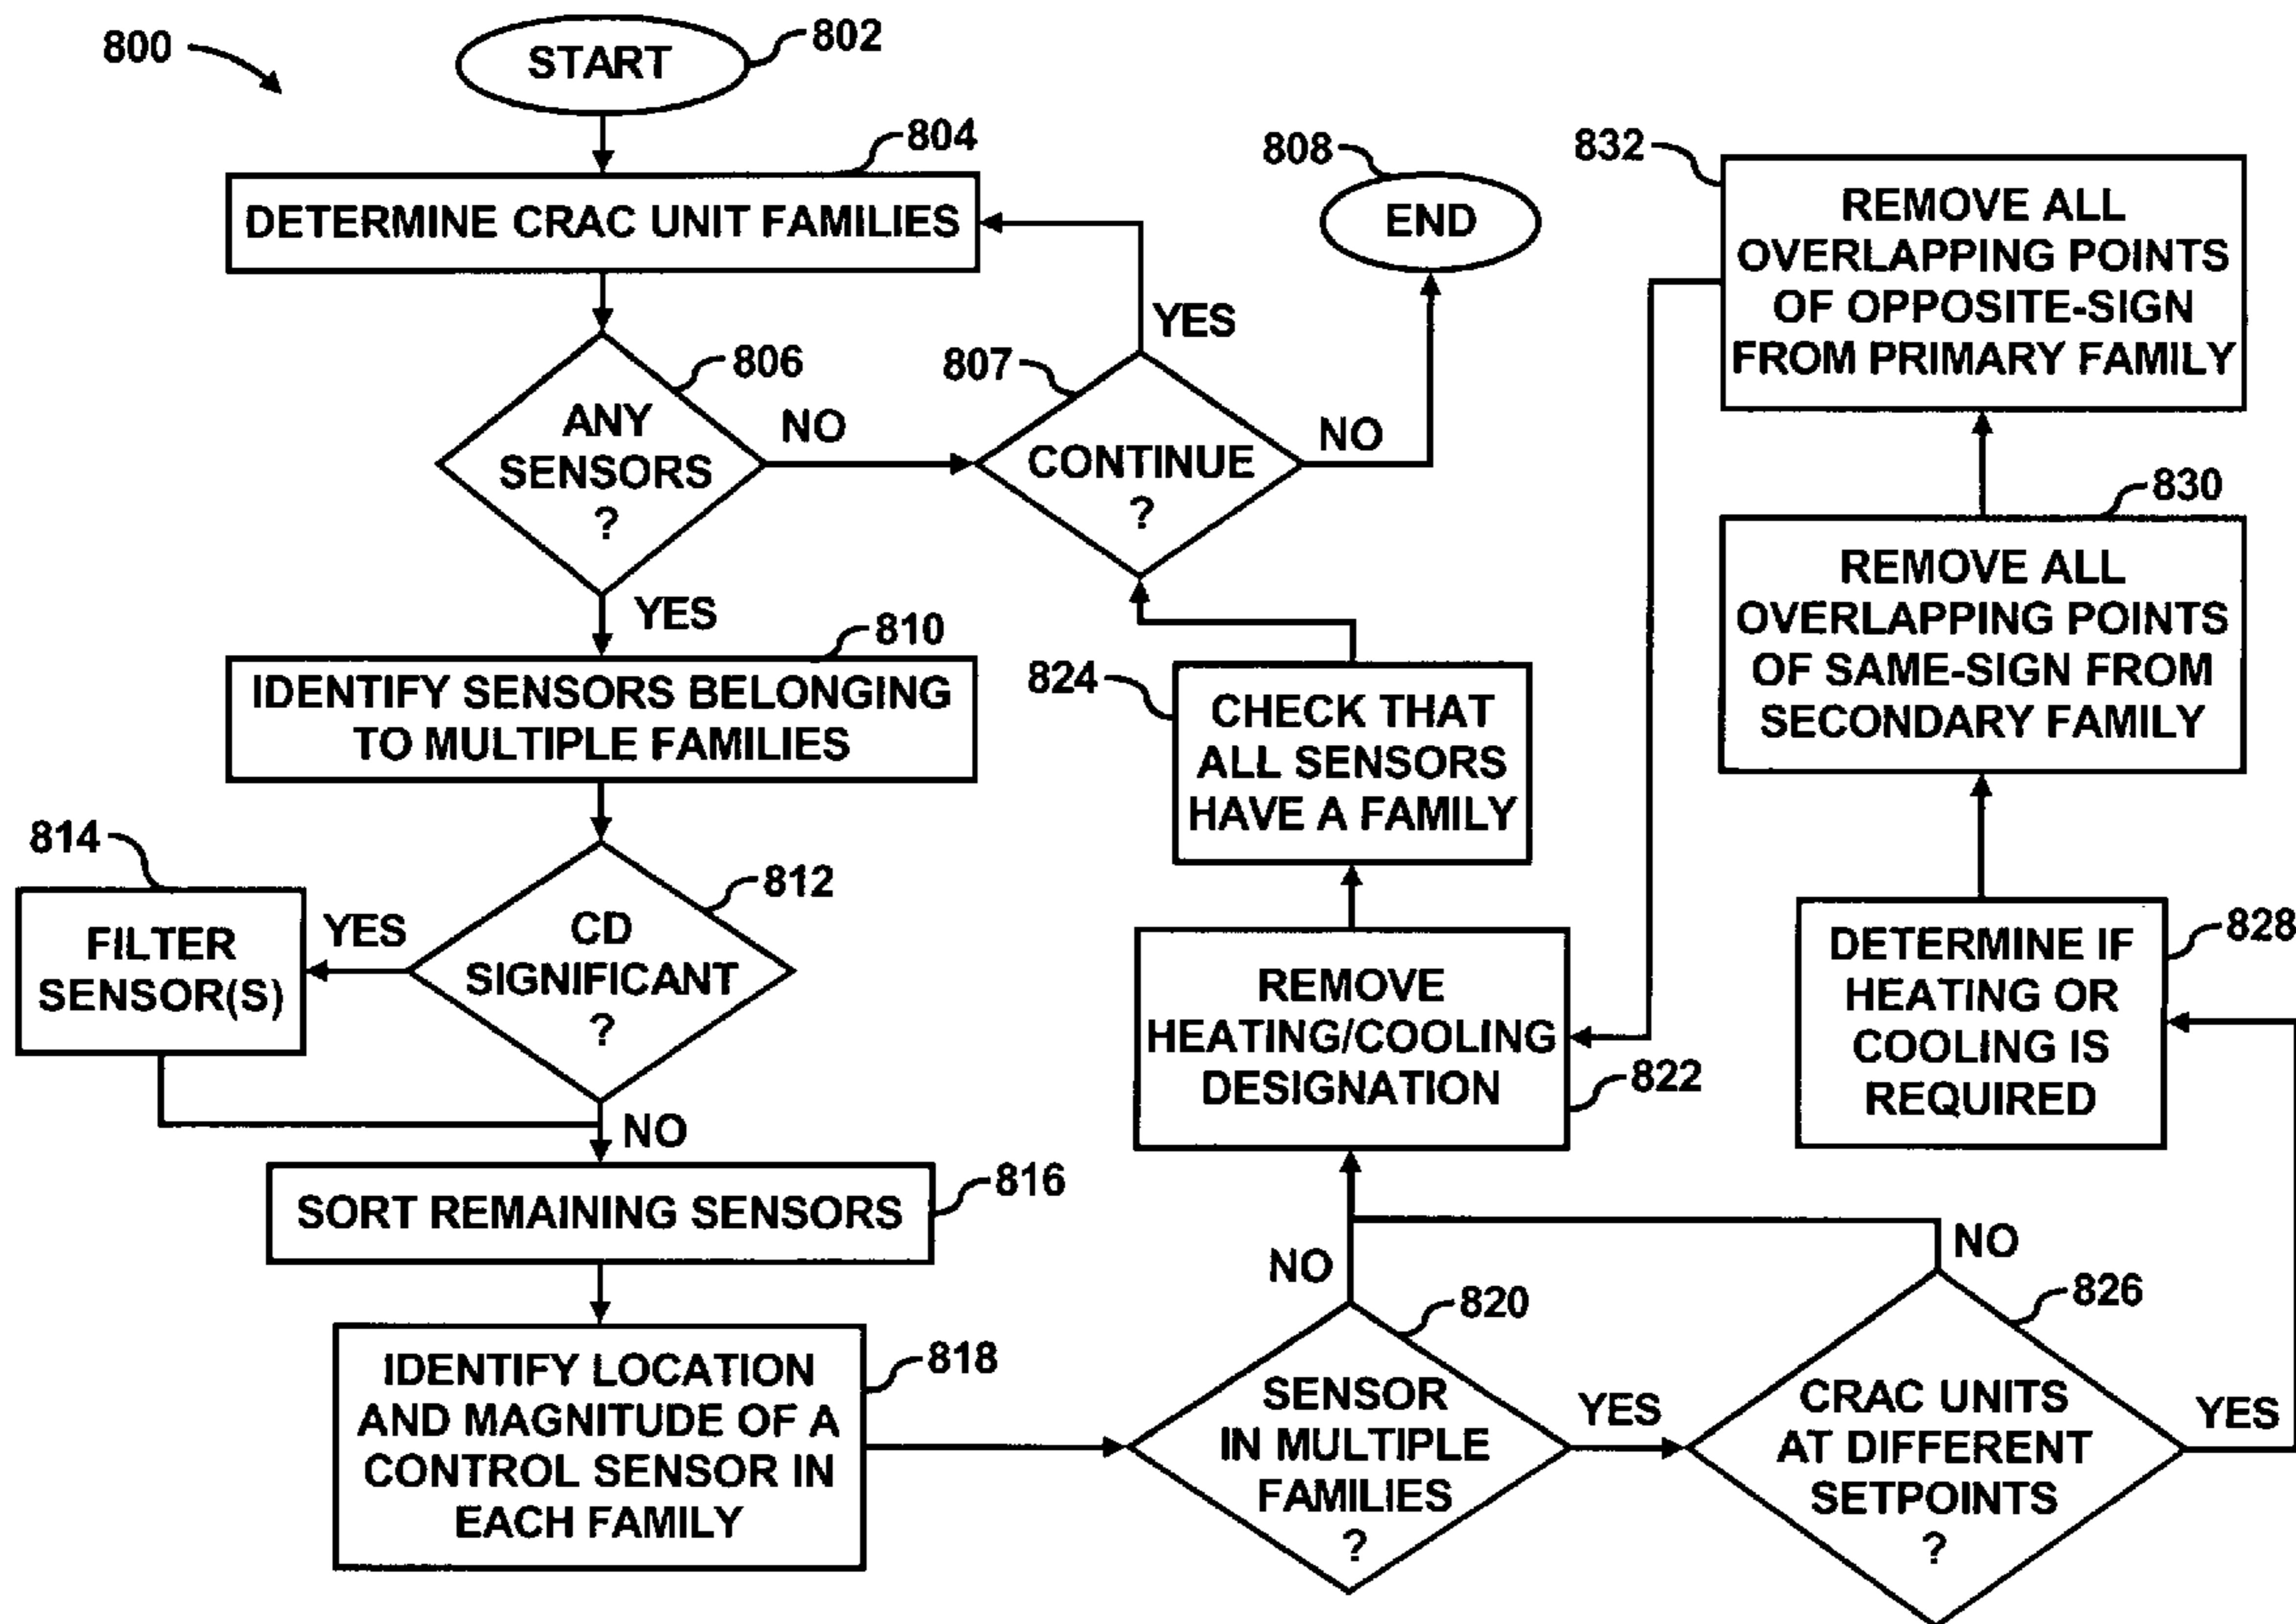 800
START
802
804
DETERMINE CRAC UNIT FAMILIES
808
END
832
REMOVE ALL
OVERLAPPING POINTS
OF OPPOSITE-SIGN
FROM PRIMARY FAMILY
806
ANY
SENSORS
?
NO
YES
807
CONTINUE
?
YES
NO
830
REMOVE ALL
OVERLAPPING POINTS
OF SAME-SIGN FROM
SECONDARY FAMILY
810
IDENTIFY SENSORS BELONGING
TO MULTIPLE FAMILIES
824
CHECK THAT
ALL SENSORS
HAVE A FAMILY
814
FILTER
SENSOR(S)
YES
812
CD
SIGNIFICANT
?
NO
REMOVE
HEATING/COOLING
DESIGNATION
822
DETERMINE IF
HEATING OR
COOLING IS
REQUIRED
828
816
SORT REMAINING SENSORS
818
IDENTIFY LOCATION
AND MAGNITUDE OF A
CONTROL SENSOR IN
EACH FAMILY
NO
820
SENSOR
IN MULTIPLE
FAMILIES
?
YES
NO
826
CRAC UNITS
AT DIFFERENT
SETPOINTS
?
YES